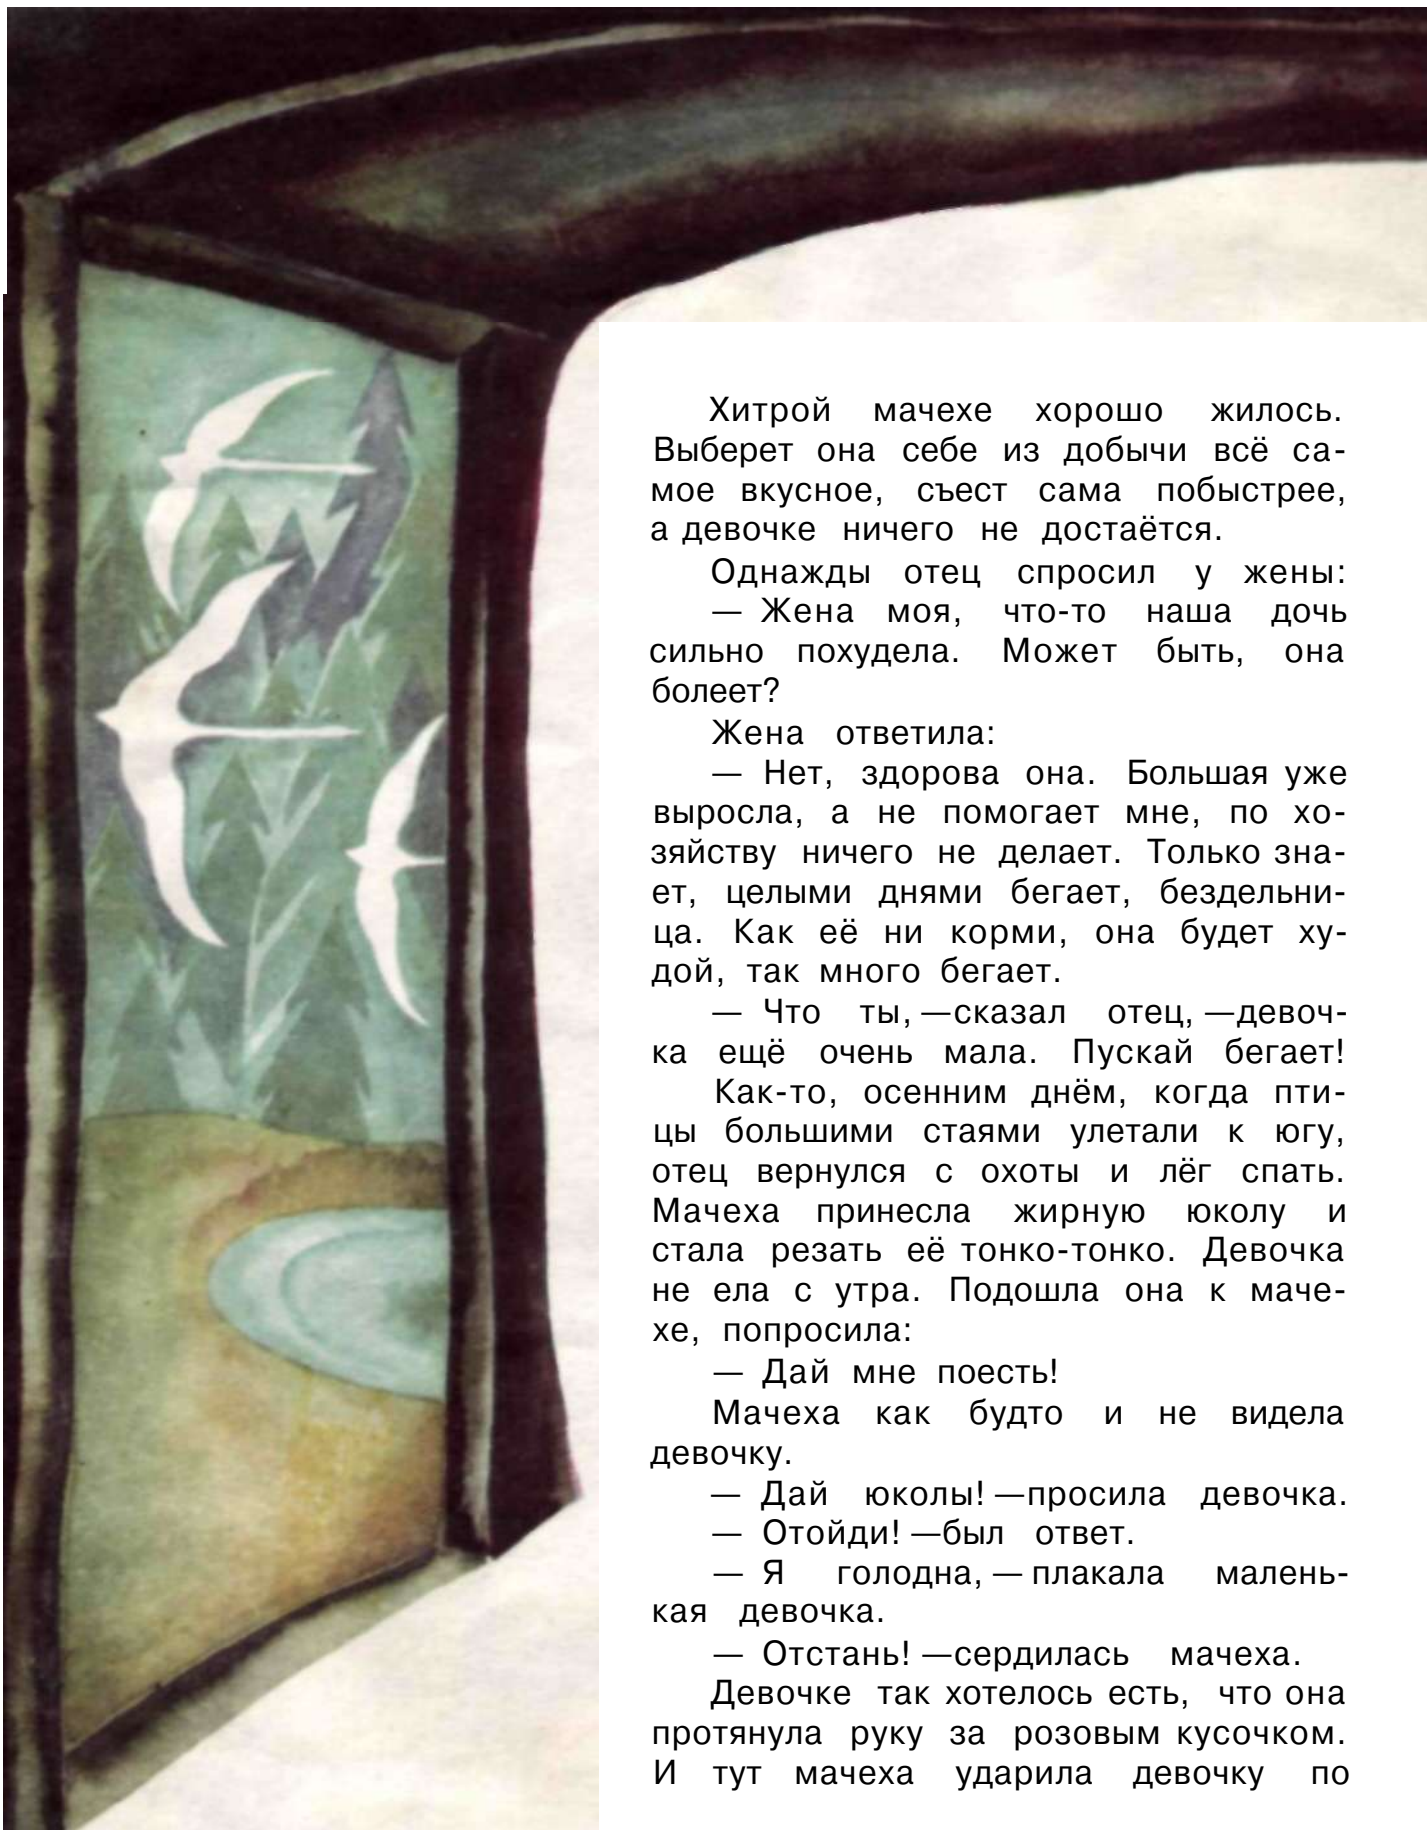 Хитрой мачехе хорошо жилось.
Выберет она себе из добычи всё са-
мое вкусное, съест сама побыстрее,
а девочке ничего не достаётся.
Однажды отец спросил у жены:
— Жена моя, что-то наша дочь
сильно похудела. Может быть, она
болеет?
Жена ответила:
— Нет, здорова она. Большая уже
выросла, а не помогает мне, по хо-
зяйству ничего не делает. Только зна-
ет, целыми днями бегает, бездельни-
ца. Как её ни корми, она будет ху-
дой, так много бегает.
— Что ты, —сказал отец, —девоч-
ка ещё очень мала. Пускай бегает!
Как-то, осенним днём, когда пти-
цы большими стаями улетали к югу,
отец вернулся с охоты и лёг спать.
Мачеха принесла жирную юколу и
стала резать её тонко-тонко. Девочка
не ела с утра. Подошла она к маче-
хе, попросила:
— Дай мне поесть!
Мачеха как будто и не видела
девочку.
— Дай юколы! —просила девочка.
— Отойди! —был ответ.
— Я голодна, — плакала малень-
кая девочка.
— Отстань! —сердилась мачеха.
Девочке так хотелось есть, что она
протянула руку за розовым кусочком.
И тут мачеха ударила девочку по